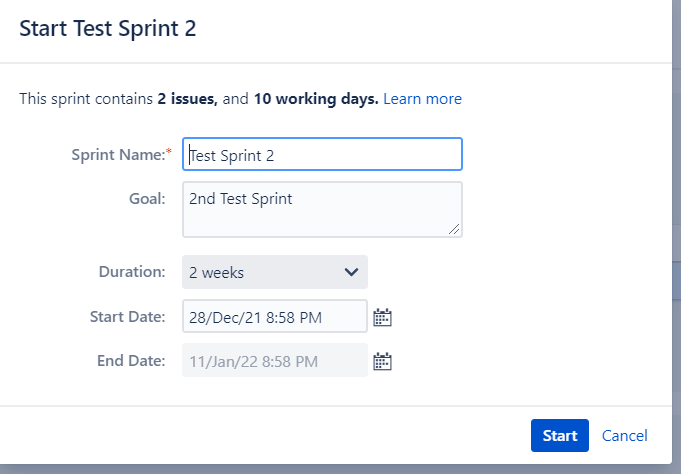 Start Test Sprint 2
This sprint contains 2 issues, and 10 working days. Learn more
Sprint Name:* Test Sprint 2
Goal: 2nd Test Sprint
Duration: 2 weeks
Start Date: 28/Dec/21 8:58 PM
End Date: 11/Jan/22 8:58 PM
Start Cancel